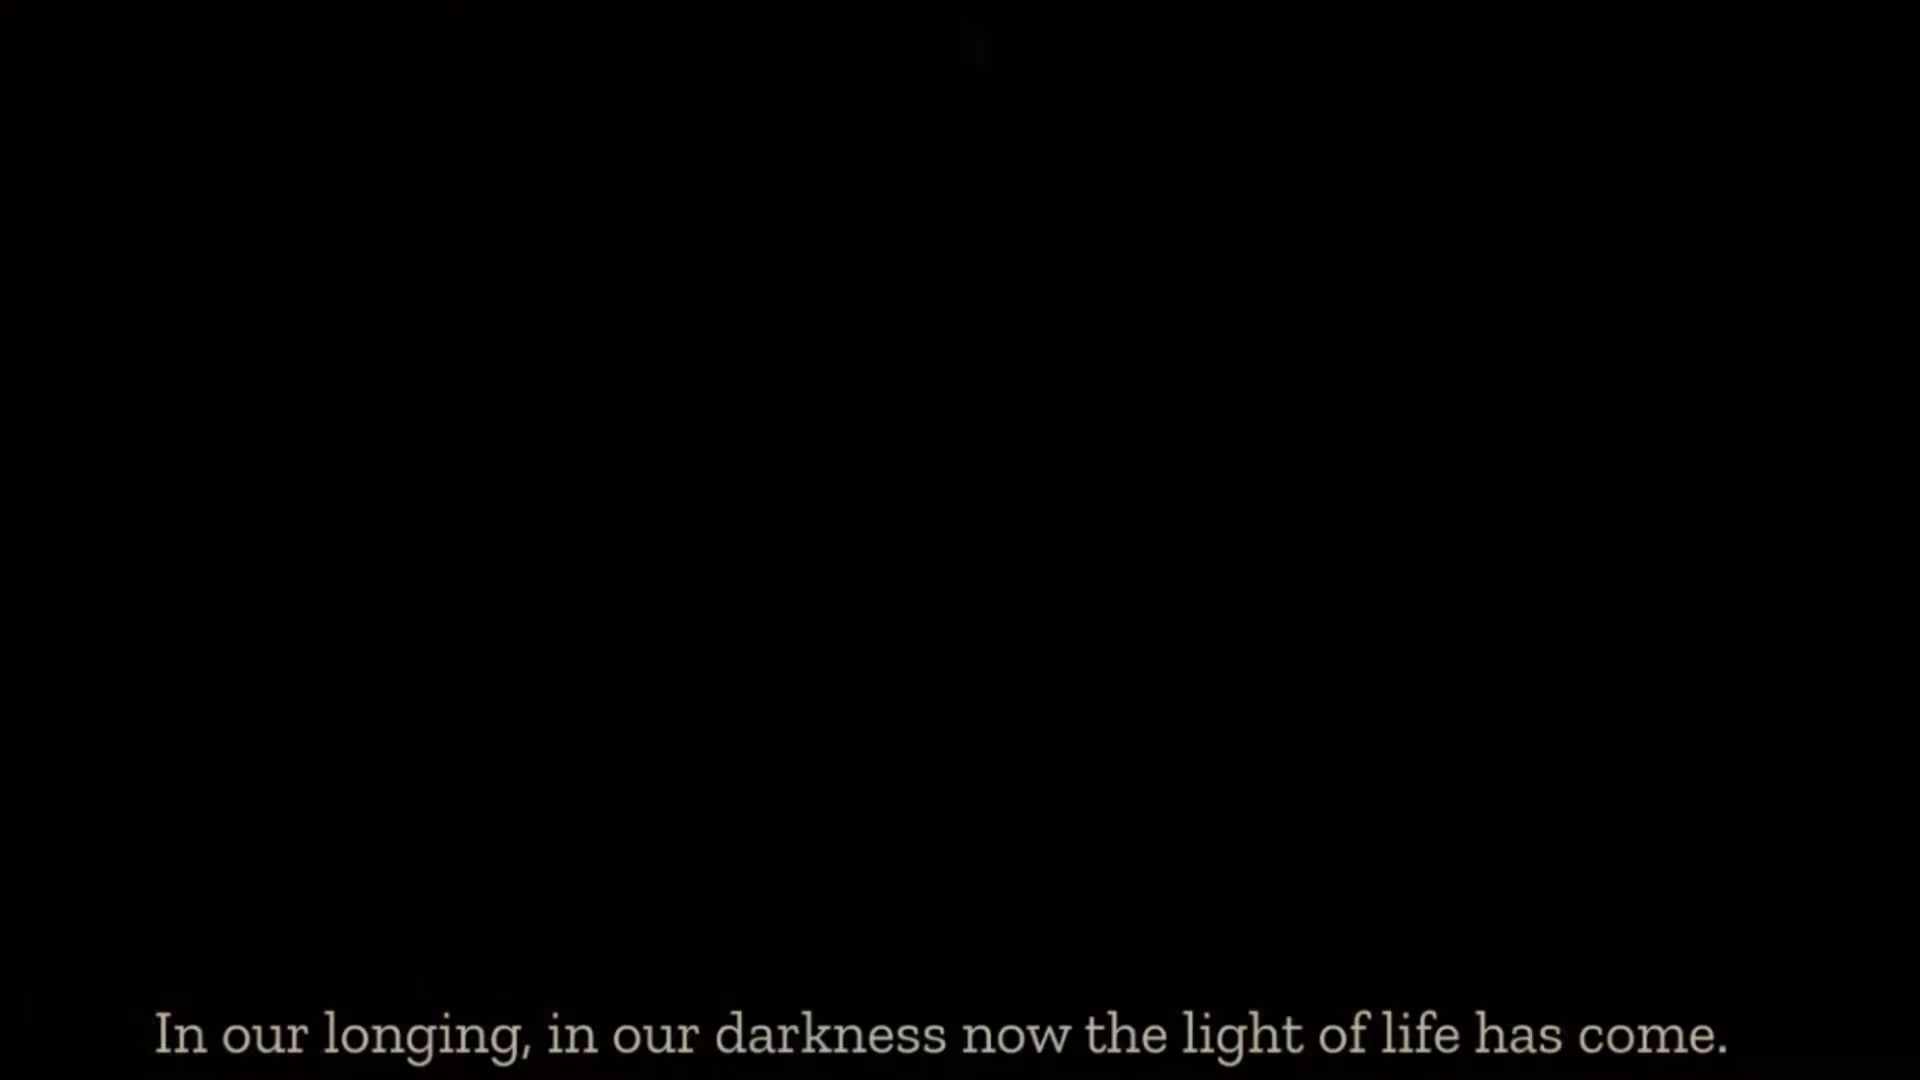 In our longing, in our darkness now the light of life has come.